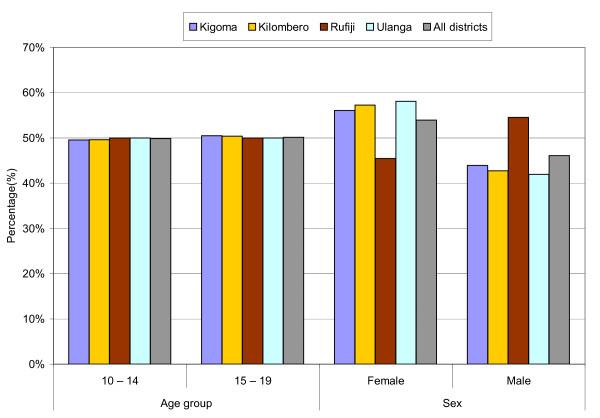 Kigoma Kilombero Rufiji Ulanga All districts
70%
60%
50%
40%
30%
20%
10%
0%
Percentage(%)
10 – 14 15 – 19 Female Male
Age group Sex